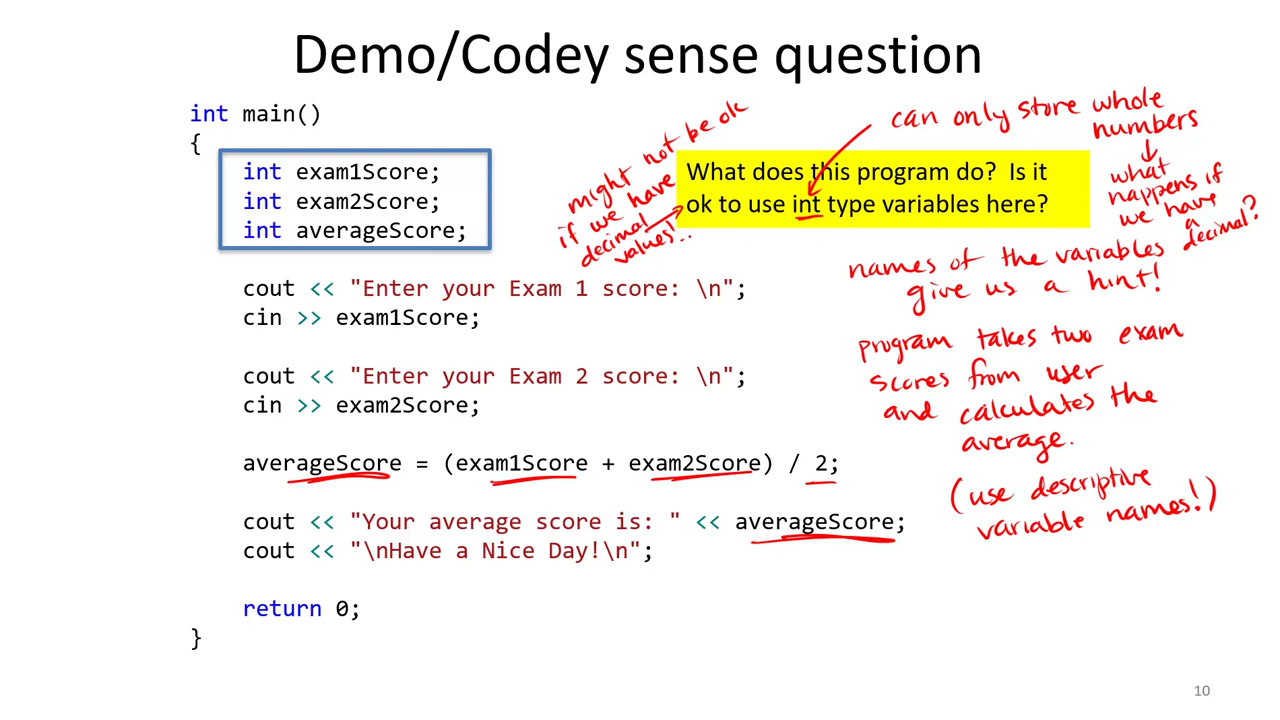 Demo/Codey sense question
int main()
{
int exam1Score;
int exam2Score;
int averageScore;
cout << "Enter your Exam 1 score: \n";
cin >> exam1Score;
cout << "Enter your Exam 2 score: \n";
cin >> exam2Score;
averageScore = (exam1Score + exam2Score) / 2;
cout << "Your average score is: " << averageScore;
cout << "\nHave a Nice Day!\n";
return 0;
}
might not be ok
if we have
decimal
values!..
What does this program do? Is it
ok to use int type variables here?
can only store whole
numbers
what
happens if
we have
a
decimal?
names of the variables
give us a hint!
program takes two exam
scores from user
and calculates the
average.
(use descriptive
variable names!)
10